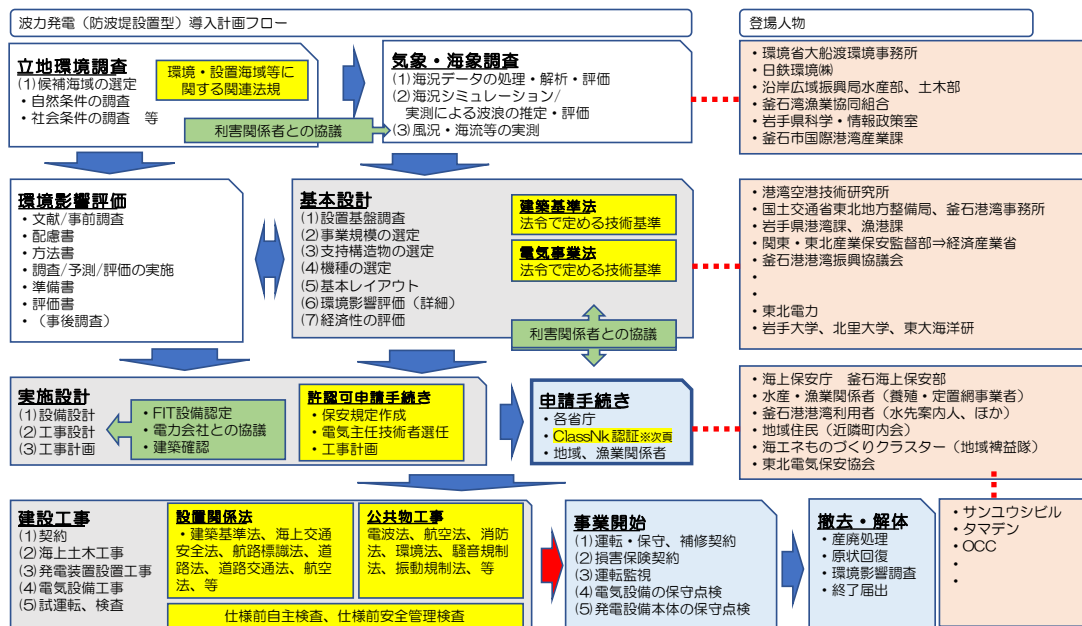 波力発電（防波堤設置型）導入計画フロー
登場人物
立地環境調査
(1)候補海域の選定
・自然条件の調査
・社会条件の調査　等
環境・設置海域等に
関する関連法規
利害関係者との協議
気象・海象調査
(1)海況データの処理・解析・評価
(2)海況シミュレーション/
実測による波浪の推定・評価
(3)風況・海流等の実測
・環境省大船渡環境事務所
・日鉄環境㈱
・沿岸広域振興局水産部、土木部
・釜石湾漁業協同組合
・岩手県科学・情報政策室
・釜石市国際港湾産業課
環境影響評価
・文献/事前調査
・配慮書
・方法書
・調査/予測/評価の実施
・準備書
・評価書
・（事後調査）
基本設計
(1)設置基盤調査
(2)事業規模の選定
(3)支持構造物の選定
(4)機種の選定
(5)基本レイアウト
(6)環境影響評価（詳細）
(7)経済性の評価
建築基準法
法令で定める技術基準
電気事業法
法令で定める技術基準
利害関係者との協議
・港湾空港技術研究所
・国土交通省東北地方整備局、釜石港湾事務所
・岩手県港湾課、漁港課
・関東・東北産業保安監督部⇒経済産業省
・釜石港港湾振興協議会
・
・
・東北電力
・岩手大学、北里大学、東大海洋研
実施設計
(1)設備設計
(2)工事設計
(3)工事計画
・FIT設備認定
・電力会社との協議
・建築確認
許認可申請手続き
・保安規定作成
・電気主任技術者選任
・工事計画
申請手続き
・各省庁
・ClassNk認証※次頁
・地域、漁業関係者
・海上保安庁　釜石海上保安部
・水産・漁業関係者（養殖・定置網事業者）
・釜石港港湾利用者（水先案内人、ほか）
・地域住民（近隣町内会）
・海エネものづくりクラスター（地域裨益隊）
・東北電気保安協会
建設工事
(1)契約
(2)海上土木工事
(3)発電装置設置工事
(4)電気設備工事
(5)試運転、検査
設置関係法
・建築基準法、海上交通
安全法、航路標識法、道
路法、道路交通法、航空
法、等
公共物工事
電波法、航空法、消防
法、環境法、騒音規制
法、振動規制法、等
仕様前自主検査、仕様前安全管理検査
事業開始
(1)運転・保守、補修契約
(2)損害保険契約
(3)運転監視
(4)電気設備の保守点検
(5)発電設備本体の保守点検
撤去・解体
・産廃処理
・原状回復
・環境影響調査
・終了届出
・サンユウシビル
・タマデン
・OCC
・
・